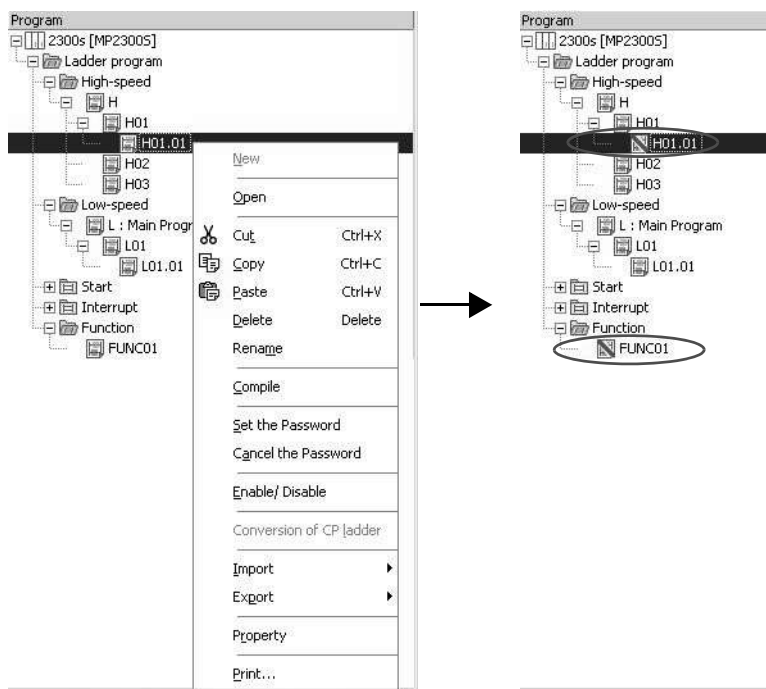 Program
2300s [MP2300S]
Ladder program
High-speed
H
H01
H01.01
H02
H03
Low-speed
L : Main Progr
L01
L01.01
Start
Interrupt
Function
FUNC01
New
Open
Cut Ctrl+X
Copy Ctrl+C
Paste Ctrl+V
Delete Delete
Rename
Compile
Set the Password
Cancel the Password
Enable/ Disable
Conversion of CP ladder
Import
Export
Property
Print...
Program
2300s [MP2300S]
Ladder program
High-speed
H
H01
H01.01
H02
H03
Low-speed
L : Main Program
L01
L01.01
Start
Interrupt
Function
FUNC01